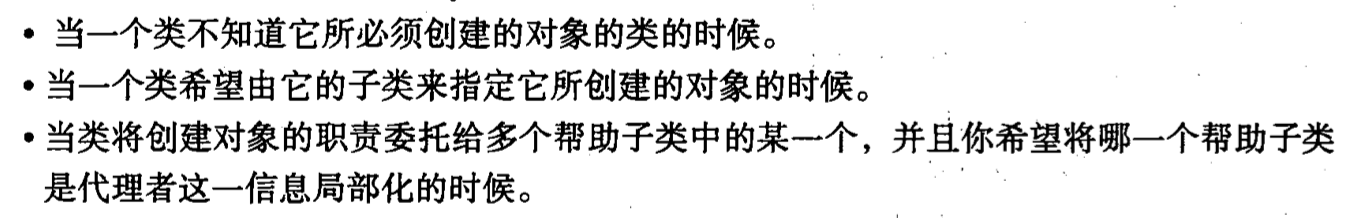 • 当一个类不知道它所必须创建的对象的类的时候。
• 当一个类希望由它的子类来指定它所创建的对象的时候。
• 当类将创建对象的职责委托给多个帮助子类中的某一个，并且你希望将哪一个帮助子类
是代理者这一信息局部化的时候。